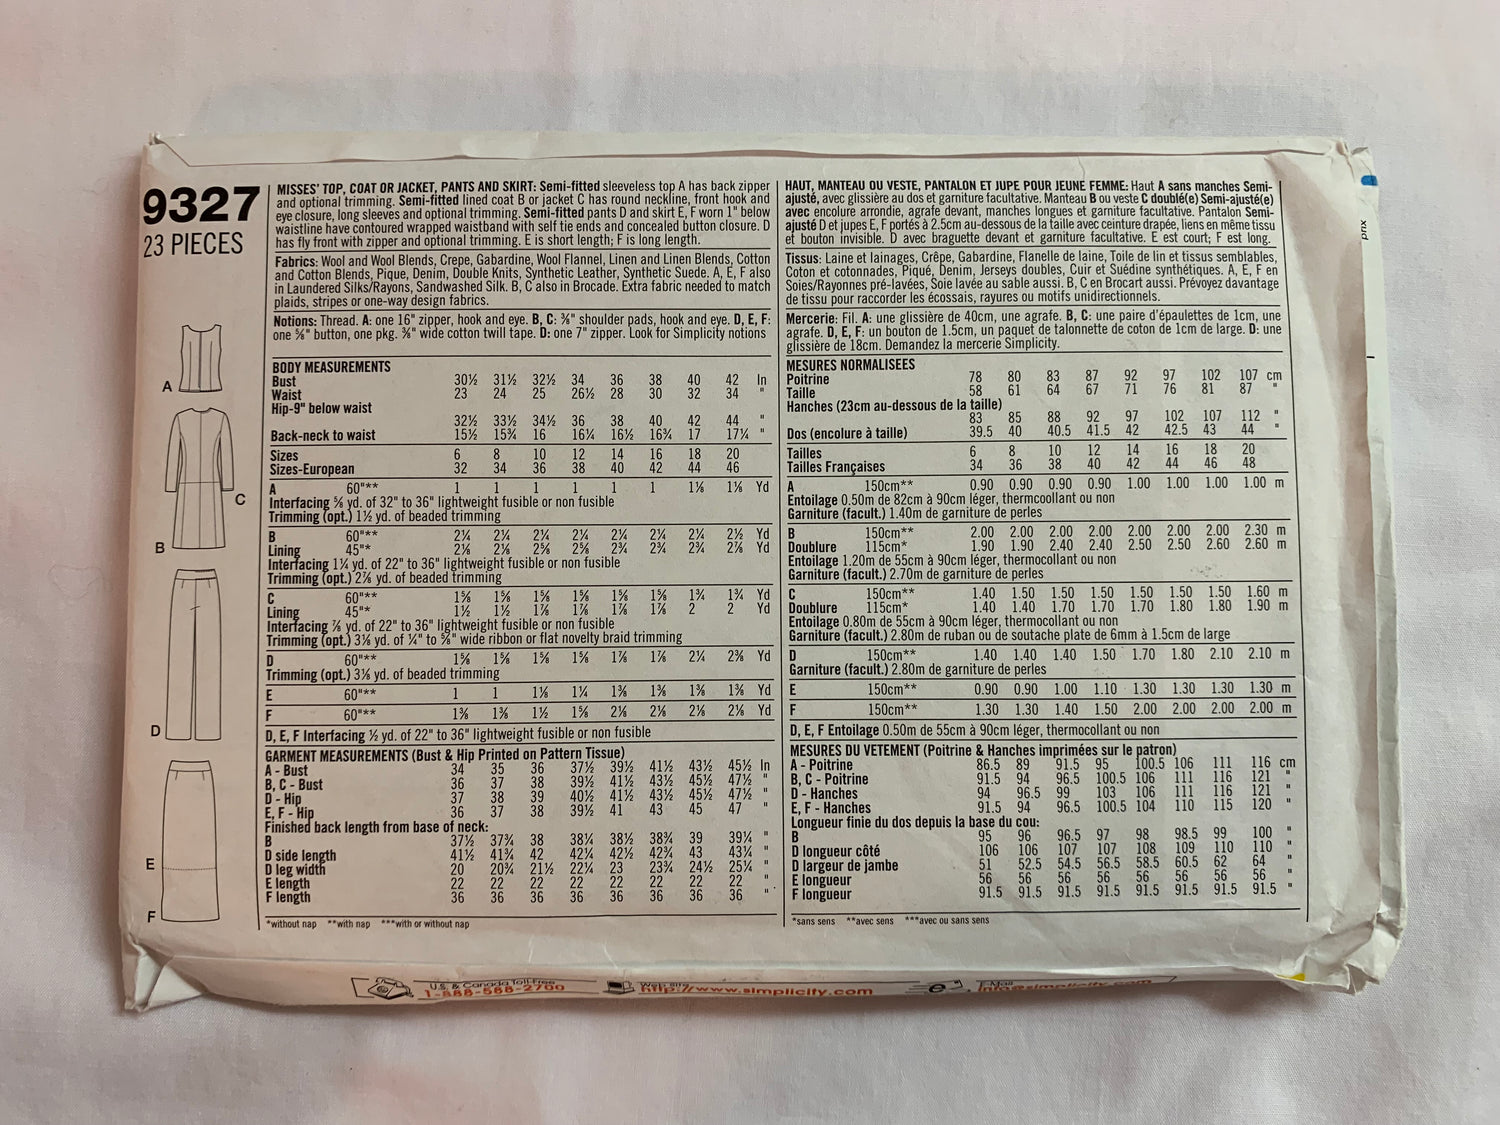 9327
23 PIECES
A
C
B
D
E
F
MISSES' TOP, COAT OR JACKET, PANTS AND SKIRT: Semi-fitted sleeveless top A has back zipper
and optional trimming. Semi-fitted lined coat B or jacket C has round neckline, front hook and
eye closure, long sleeves and optional trimming. Semi-fitted pants D and skirt E, F worn 1" below
waistline have contoured wrapped waistband with self tie ends and concealed button closure. D
has fly front with zipper and optional trimming. E is short length; F is long length.
Fabrics: Wool and Wool Blends, Crepe, Gabardine, Wool Flannel, Linen and Linen Blends, Cotton
and Cotton Blends, Pique, Denim, Double Knits, Synthetic Leather, Synthetic Suede. A, E, F also
in Laundered Silks/Rayons, Sandwashed Silk. B, C also in Brocade. Extra fabric needed to match
plaids, stripes or one-way design fabrics.
Notions: Thread. A: one 16" zipper, hook and eye. B, C: ⅜" shoulder pads, hook and eye. D, E, F:
one ⅝" button, one pkg. ⅜" wide cotton twill tape. D: one 7" zipper. Look for Simplicity notions
BODY MEASUREMENTS
Bust 30½ 31½ 32½ 34 36 38 40 42 In
Waist 23 24 25 26½ 28 30 32 34 "
Hip-9" below waist
32½ 33½ 34½ 36 38 40 42 44 "
Back-neck to waist 15½ 15¾ 16 16¼ 16½ 16¾ 17 17¼ "
Sizes 6 8 10 12 14 16 18 20
Sizes-European 32 34 36 38 40 42 44 46
A 60"** 1 1 1 1 1 1 1⅛ 1⅛ Yd
Interfacing ⅝ yd. of 32" to 36" lightweight fusible or non fusible
Trimming (opt.) 1½ yd. of beaded trimming
B 60"** 2¼ 2¼ 2¼ 2¼ 2¼ 2¼ 2¼ 2½ Yd
Lining 45"* 2⅛ 2⅛ 2⅝ 2⅝ 2¾ 2¾ 2¾ 2⅞ Yd
Interfacing 1¼ yd. of 22" to 36" lightweight fusible or non fusible
Trimming (opt.) 2⅞ yd. of beaded trimming
C 60"** 1⅝ 1⅝ 1⅝ 1⅝ 1⅝ 1⅝ 1¾ 1¾ Yd
Lining 45"* 1½ 1½ 1⅞ 1⅞ 1⅞ 1⅞ 2 2 Yd
Interfacing ⅞ yd. of 22" to 36" lightweight fusible or non fusible
Trimming (opt.) 3⅛ yd. of ¼" to ⅝" wide ribbon or flat novelty braid trimming
D 60"** 1⅝ 1⅝ 1⅝ 1⅝ 1⅞ 1⅞ 2¼ 2⅜ Yd
Trimming (opt.) 3⅛ yd. of beaded trimming
E 60"** 1 1 1⅛ 1¼ 1⅜ 1⅜ 1⅜ 1⅜ Yd
F 60"** 1⅜ 1⅜ 1½ 1⅝ 2⅛ 2⅛ 2⅛ 2⅛ Yd
D, E, F Interfacing ½ yd. of 22" to 36" lightweight fusible or non fusible
GARMENT MEASUREMENTS (Bust & Hip Printed on Pattern Tissue)
A - Bust 34 35 36 37½ 39½ 41½ 43½ 45½ In
B, C - Bust 36 37 38 39½ 41½ 43½ 45½ 47½ "
D - Hip 37 38 39 40½ 41½ 43½ 45½ 47½ "
E, F - Hip 36 37 38 39½ 41 43 45 47 "
Finished back length from base of neck:
B 37½ 37¾ 38 38¼ 38½ 38¾ 39 39¼ "
D side length 41½ 41¾ 42 42¼ 42½ 42¾ 43 43¼ "
D leg width 20 20¾ 21½ 22¼ 23 23¾ 24½ 25¼ "
E length 22 22 22 22 22 22 22 22 "
F length 36 36 36 36 36 36 36 36 "
*without nap **with nap ***with or without nap
HAUT, MANTEAU OU VESTE, PANTALON ET JUPE POUR JEUNE FEMME: Haut A sans manches Semi-
ajusté, avec glissière au dos et garniture facultative. Manteau B ou veste C doublé(e) Semi-ajusté(e)
avec encolure arrondie, agrafe devant, manches longues et garniture facultative. Pantalon Semi-
ajusté D et jupes E, F portés à 2.5cm au-dessous de la taille avec ceinture drapée, liens en même tissu
et bouton invisible. D avec braguette devant et garniture facultative. E est court; F est long.
Tissus: Laine et lainages, Crêpe, Gabardine, Flanelle de laine, Toile de lin et tissus semblables,
Coton et cotonnades, Piqué, Denim, Jerseys doubles, Cuir et Suédine synthétiques. A, E, F en
Soies/Rayonnes pré-lavées, Soie lavée au sable aussi. B, C en Brocart aussi. Prévoyez davantage
de tissu pour raccorder les écossais, rayures ou motifs unidirectionnels.
Mercerie: Fil. A: une glissière de 40cm, une agrafe. B, C: une paire d'épaulettes de 1cm, une
agrafe. D, E, F: un bouton de 1.5cm, un paquet de talonnette de coton de 1cm de large. D: une
glissière de 18cm. Demandez la mercerie Simplicity.
MESURES NORMALISEES
Poitrine 78 80 83 87 92 97 102 107 cm
Taille 58 61 64 67 71 76 81 87 "
Hanches (23cm au-dessous de la taille)
83 85 88 92 97 102 107 112 "
Dos (encolure à taille) 39.5 40 40.5 41.5 42 42.5 43 44 "
Tailles 6 8 10 12 14 16 18 20
Tailles Françaises 34 36 38 40 42 44 46 48
A 150cm** 0.90 0.90 0.90 0.90 1.00 1.00 1.00 1.00 m
Entoilage 0.50m de 82cm à 90cm léger, thermcoollant ou non
Garniture (facult.) 1.40m de garniture de perles
B 150cm** 2.00 2.00 2.00 2.00 2.00 2.00 2.00 2.30 m
Doublure 115cm* 1.90 1.90 2.40 2.40 2.50 2.50 2.60 2.60 m
Entoilage 1.20m de 55cm à 90cm léger, thermocollant ou non
Garniture (facult.) 2.70m de garniture de perles
C 150cm** 1.40 1.50 1.50 1.50 1.50 1.50 1.50 1.60 m
Doublure 115cm* 1.40 1.40 1.70 1.70 1.70 1.80 1.80 1.90 m
Entoilage 0.80m de 55cm à 90cm léger, thermocollant ou non
Garniture (facult.) 2.80m de ruban ou de soutache plate de 6mm à 1.5cm de large
D 150cm** 1.40 1.40 1.40 1.50 1.70 1.80 2.10 2.10 m
Garniture (facult.) 2.80m de garniture de perles
E 150cm** 0.90 0.90 1.00 1.10 1.30 1.30 1.30 1.30 m
F 150cm** 1.30 1.30 1.40 1.50 2.00 2.00 2.00 2.00 m
D, E, F Entoilage 0.50m de 55cm à 90cm léger, thermocollant ou non
MESURES DU VETEMENT (Poitrine & Hanches imprimées sur le patron)
A - Poitrine 86.5 89 91.5 95 100.5 106 111 116 cm
B, C - Poitrine 91.5 94 96.5 100.5 106 111 116 121 "
D - Hanches 94 96.5 99 103 106 111 116 121 "
E, F - Hanches 91.5 94 96.5 100.5 104 110 115 120 "
Longueur finie du dos depuis la base du cou:
B 95 96 96.5 97 98 98.5 99 100 "
D longueur côté 106 106 107 107 108 109 110 110 "
D largeur de jambe 51 52.5 54.5 56.5 58.5 60.5 62 64 "
E longueur 56 56 56 56 56 56 56 56 "
F longueur 91.5 91.5 91.5 91.5 91.5 91.5 91.5 91.5 "
*sans sens **avec sens ***avec ou sans sens
prix
U.S. & Canada Toll-Free
1-888-588-2700
Web site
http://www.simplicity.com
E-Mail
info@simplicity.com